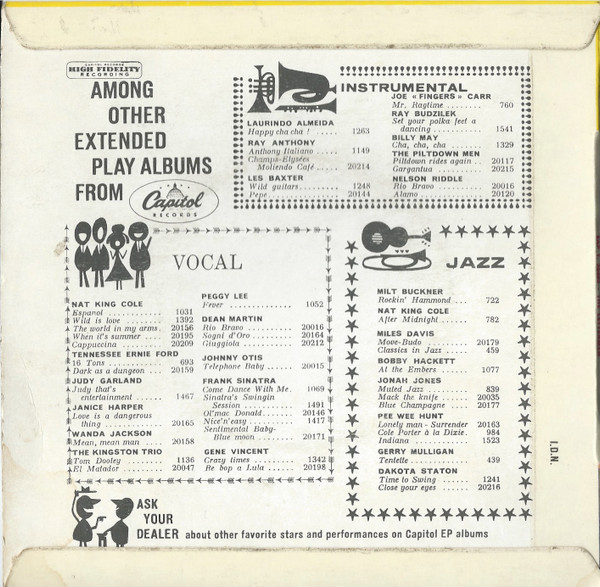 CAPITOL RECORDS
HIGH FIDELITY
RECORDING
AMONG
OTHER
EXTENDED
PLAY ALBUMS
FROM
Capitol
RECORDS
INSTRUMENTAL
LAURINDO ALMEIDA
Happy cha cha ! ..... 1263
RAY ANTHONY
Anthony Italiano ..... 1149
Champs-Elysées
Moliendo Café ..... 20214
LES BAXTER
Wild guitars ......... 1248
Pepe ................ 20144
JOE « FINGERS » CARR
Mr. Ragtime ........ 760
RAY BUDZILEK
Set your polka feet a
dancing ........... 1541
BILLY MAY
Cha, cha, cha ....... 1329
THE PILTDOWN MEN
Pilddown rides again .. 20117
Gargantua .......... 20215
NELSON RIDDLE
Rio Bravo .......... 20016
Alamo .............. 20120
VOCAL
NAT KING COLE
Espanol ............ 1031
Wild is love ........ 1392
The world in my arms . 20156
When it's summer .... 20195
Cappuccina .......... 20209
TENNESSEE ERNIE FORD
16 Tons ............ 693
Dark as a dungeon ... 20159
JUDY GARLAND
Judy that's
entertainment ....... 1467
JANICE HARPER
Love is a dangerous
thing ............. 20165
WANDA JACKSON
Mean, mean man .... 20158
THE KINGSTON TRIO
Tom Dooley ......... 1136
El Matador .......... 20047
PEGGY LEE
Fever .............. 1052
DEAN MARTIN
Rio Bravo ........... 20016
Sogni d'Oro ......... 20164
Giuggiola ........... 20212
JOHNNY OTIS
Telephone Baby ...... 20015
FRANK SINATRA
Come Dance With Me. 1069
Sinatra's Swingin
Session ........... 1491
Ol'mac Donald ....... 20146
Nice'n'easy ......... 1417
Sentimental Baby-
Blue moon ......... 20171
GENE VINCENT
Crazy times ......... 1342
Be bop a Lula ....... 20198
JAZZ
MILT BUCKNER
Rockin' Hammond ... 722
NAT KING COLE
After Midnight ...... 782
MILES DAVIS
Move-Budo .......... 20179
Classics in Jazz ..... 459
BOBBY HACKETT
At the Embers ...... 1077
JONAH JONES
Muted Jazz ......... 839
Mack the knife ...... 20035
Blue Champagne .... 20177
PEE WEE HUNT
Lonely man - Surrender 20163
Cole Porter à la Dixie. 984
Indiana ............ 1523
GERRY MULLIGAN
Tentette ............ 439
DAKOTA STATON
Time to Swing ...... 1241
Close your eyes ..... 20216
I.D.N.
ASK
YOUR
DEALER about other favorite stars and performances on Capitol EP albums